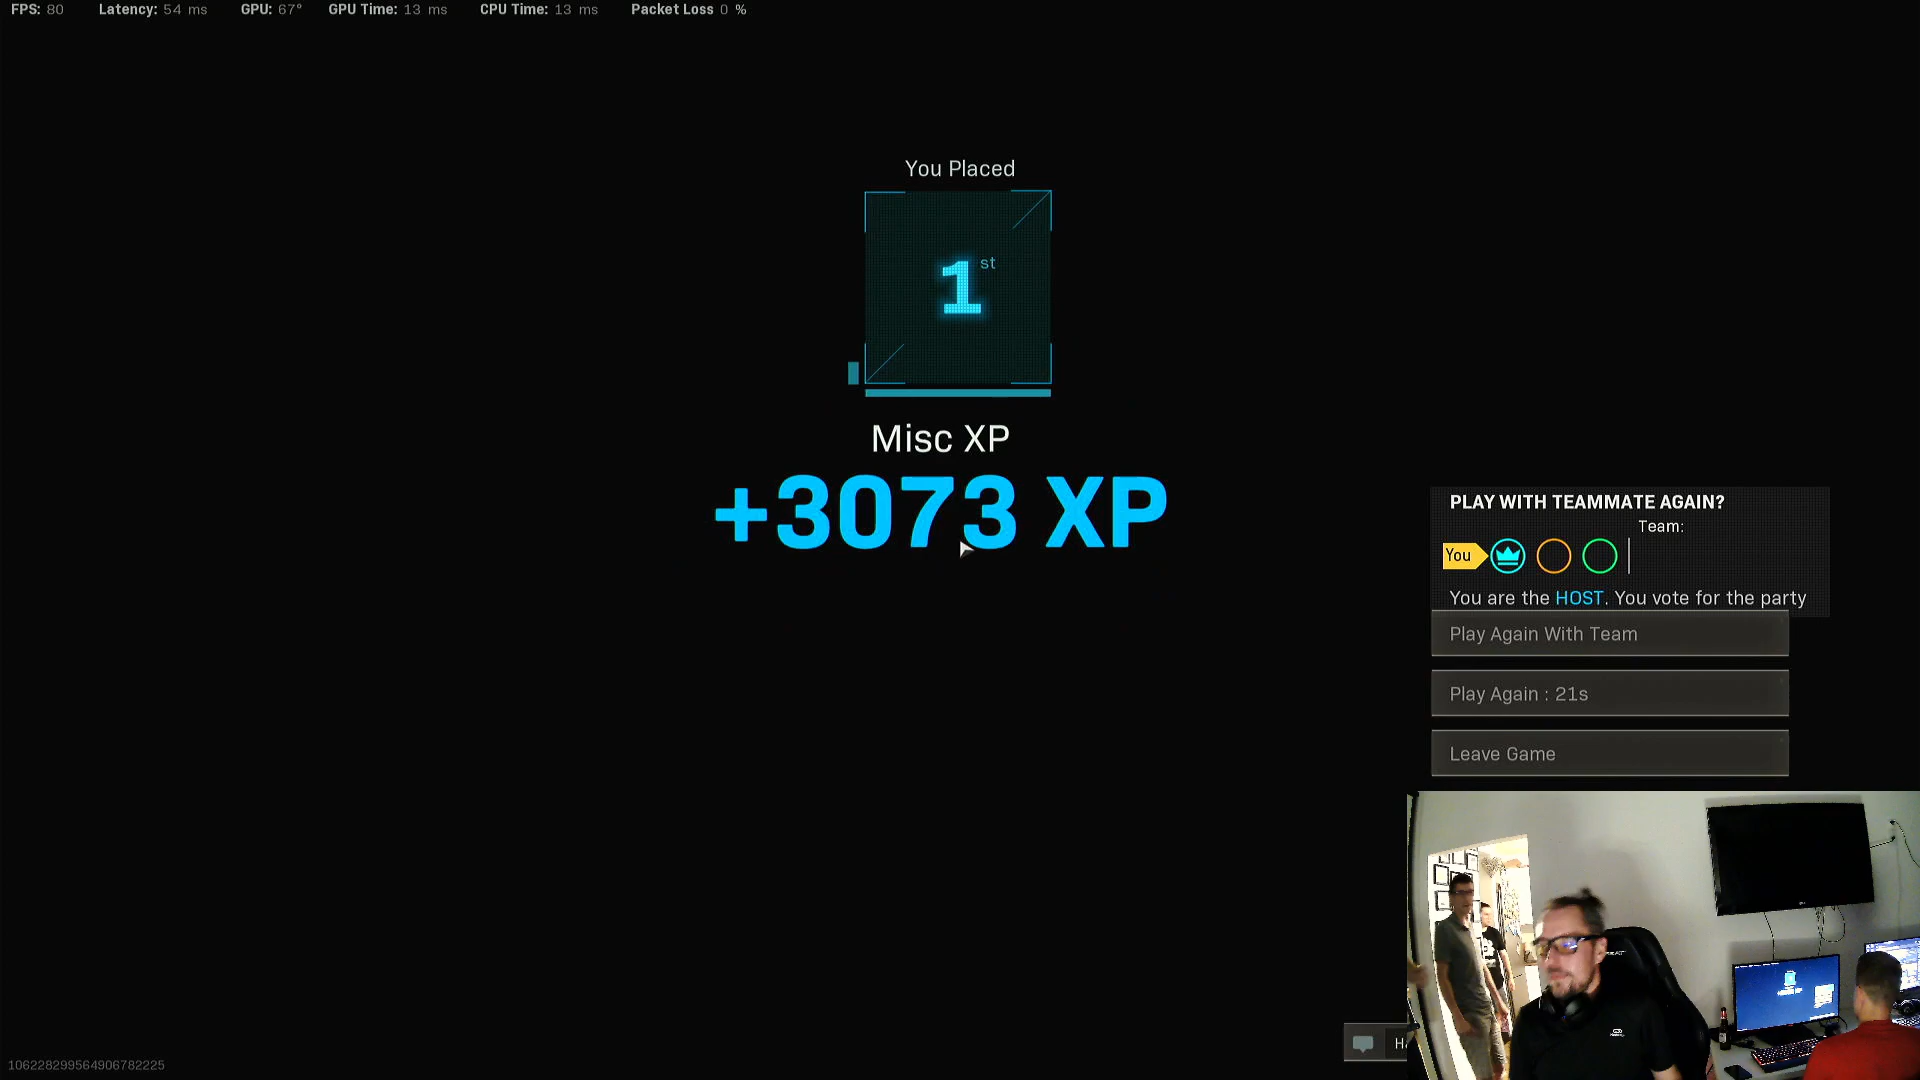 FPS: 80 Latency: 54 ms GPU: 67° GPU Time: 13 ms CPU Time: 13 ms Packet Loss 0 %
You Placed
1st
Misc XP
+3073 XP
PLAY WITH TEAMMATE AGAIN?
Team:
You
You are the HOST. You vote for the party
Play Again With Team
Play Again : 21s
Leave Game
106228299564906782225